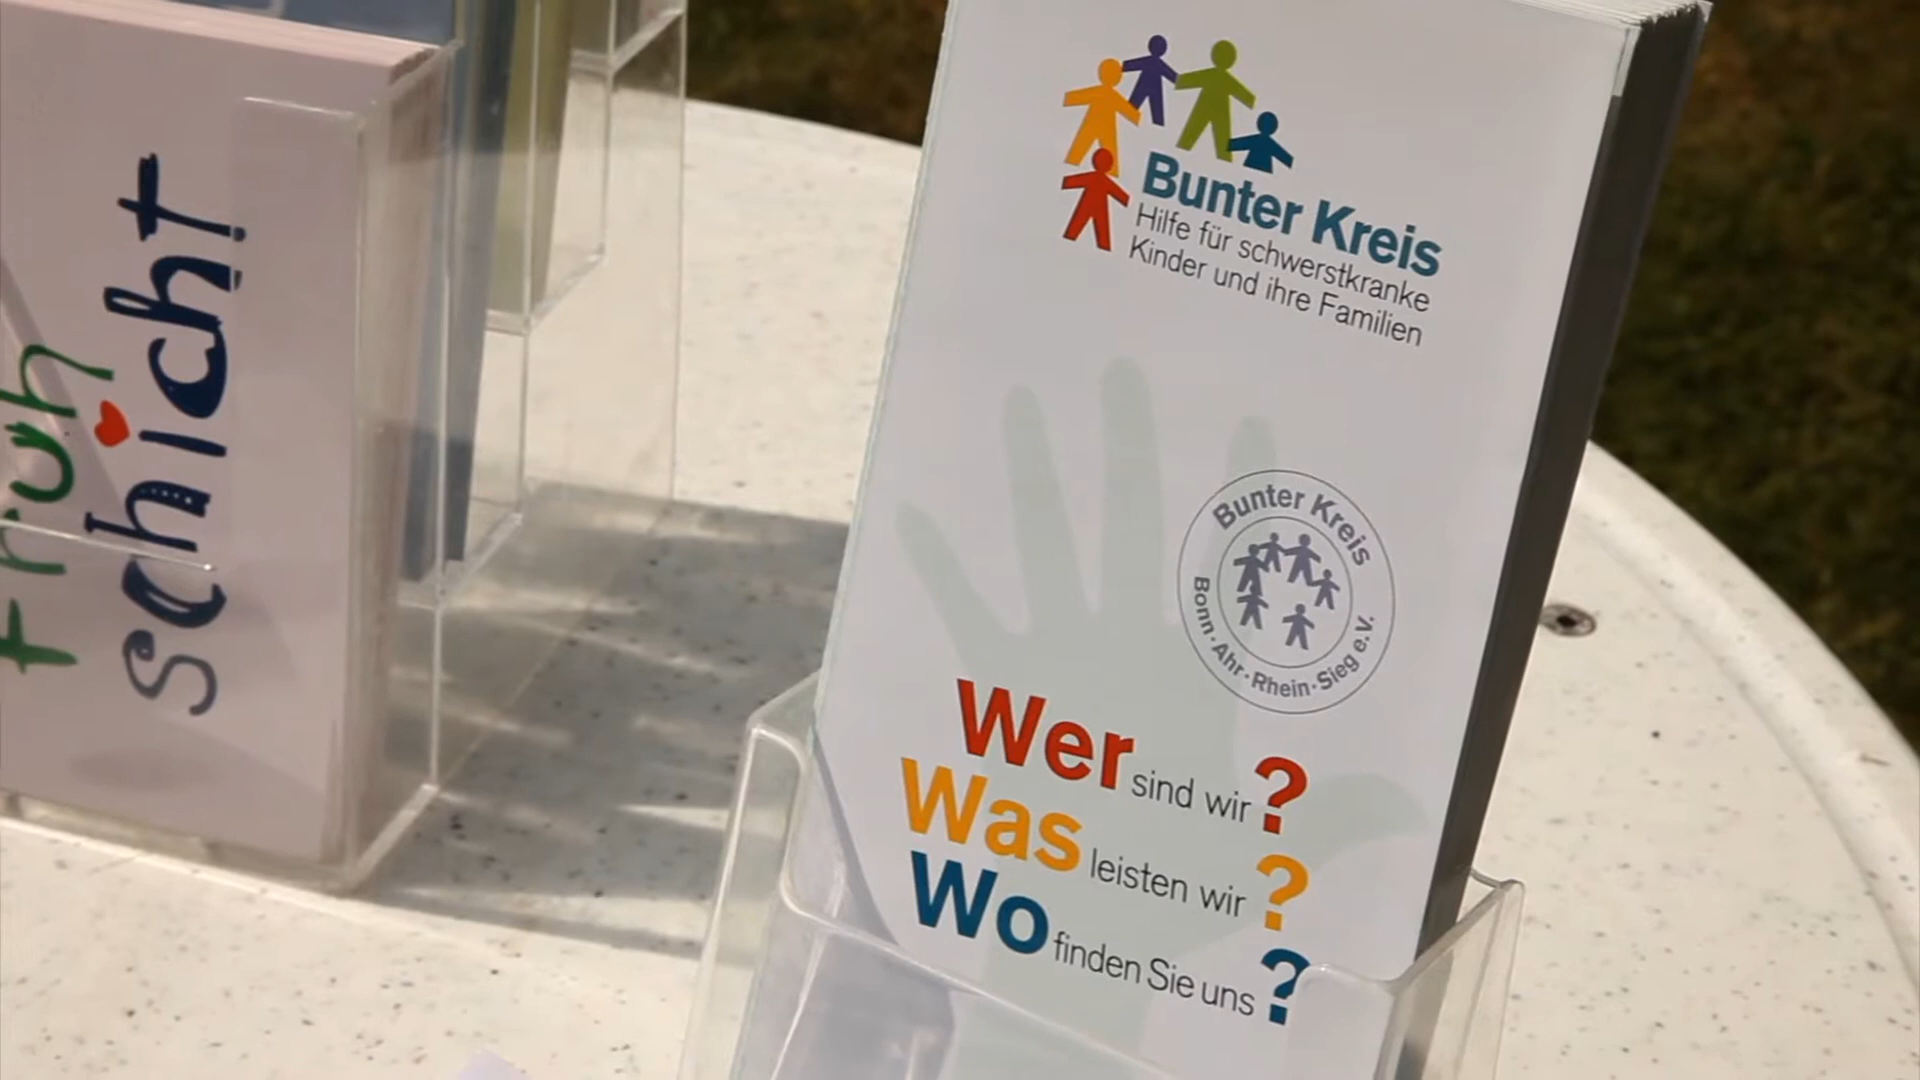 Früh
schicht
Bunter Kreis
Hilfe für schwerstkranke
Kinder und ihre Familien
Bunter Kreis
Bonn·Ahr·Rhein·Sieg e.V.
Wer sind wir?
Was leisten wir?
Wo finden Sie uns?